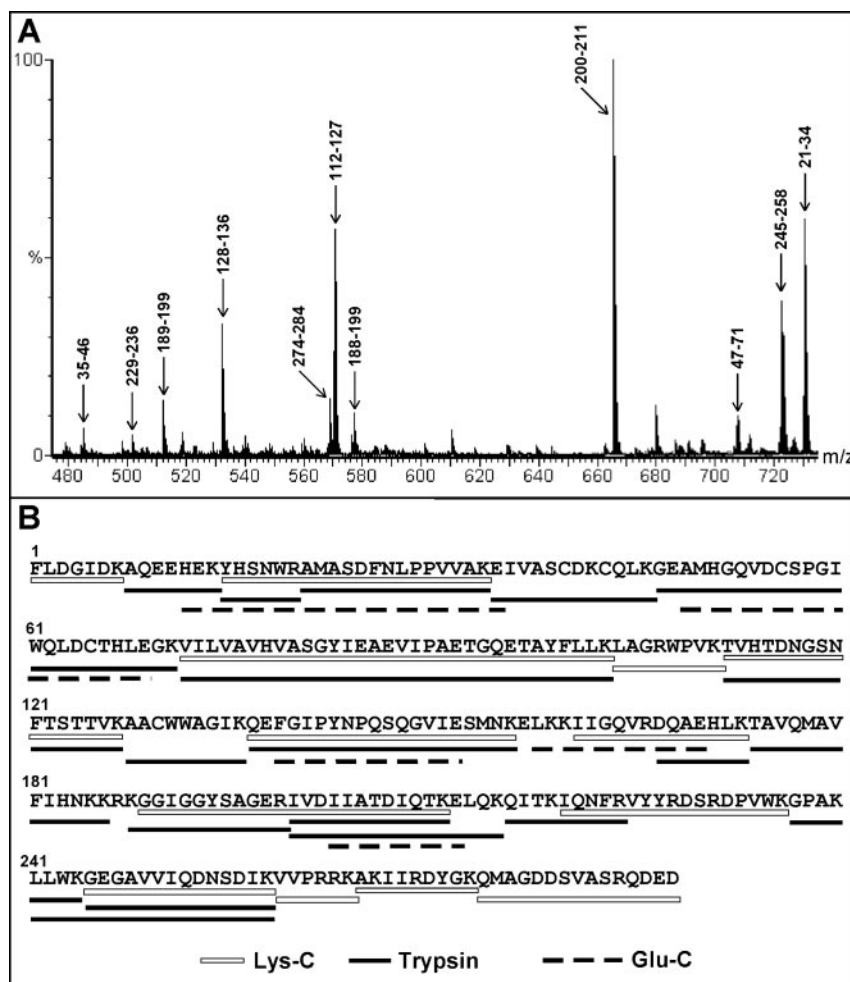 A
100
%
0
35-46
229-236
189-199
128-136
274-284
112-127
188-199
200-211
47-71
245-258
21-34
480 500 520 540 560 580 600 620 640 660 680 700 720 m/z
B
1
FLDGIDKAQEEHEKYHSNWRAMASDFNLPPVVAKEIVASCDKCQLKGEAMHGQVDCSPGI
61
WQLDCTHLEGKVILVAVHVASGYIEAEVIPAETGQETAYFLLKLAGRWPVKTVHTDNGSN
121
FTSTTVKAACWWAGIKQEFGIPYNPQSQGVIESMNKELKKIIGQVRDQAEHLKTAVQMAV
181
FIHNKKRKGGIGGYSAGERIVDIIATDIQTKELQKQITKIQNFRVYYRDSRDPVWKGPAK
241
LLWKGEGAVVIQDNSDIKVVPRRKAKIIRDYGKQMAGDDSVASRQDED
Lys-C Trypsin Glu-C